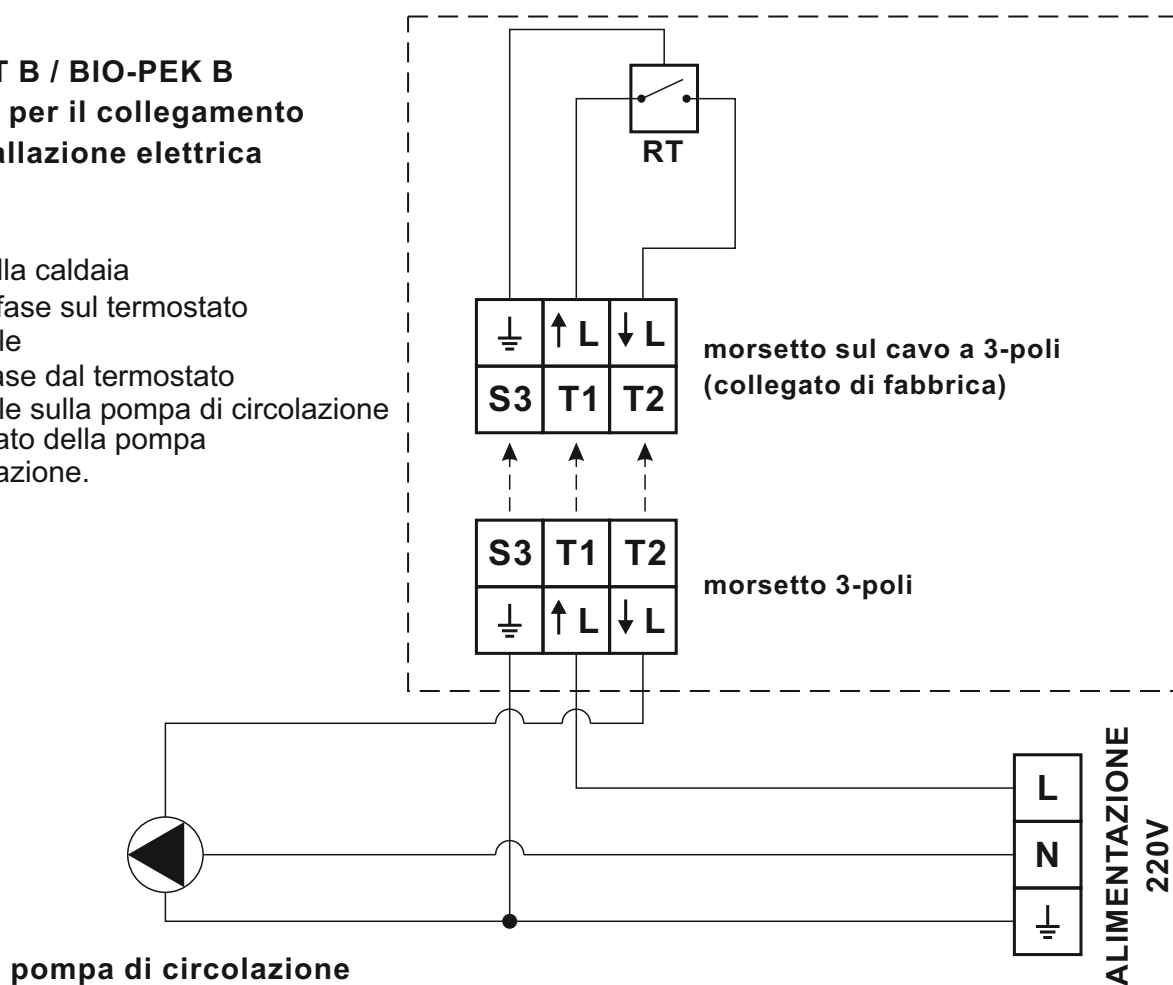 T B / BIO-PEK B
per il collegamento
allazione elettrica
lla caldaia
fase sul termostato
le
ase dal termostato
le sulla pompa di circolazione
ato della pompa
azione.
RT
↑ L ↓ L
S3 T1 T2
morsetto sul cavo a 3-poli
(collegato di fabbrica)
S3 T1 T2
↑ L ↓ L
morsetto 3-poli
L
N
ALIMENTAZIONE
220V
pompa di circolazione